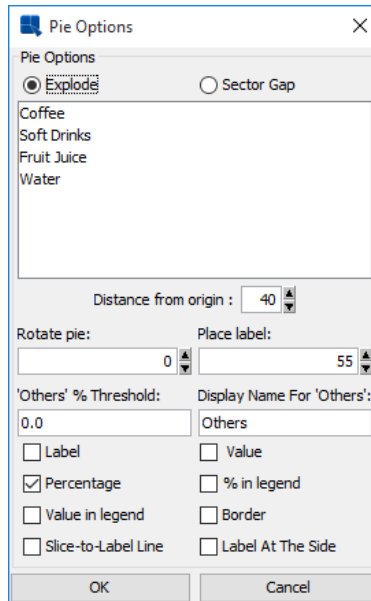 Pie Options
Pie Options
Explode Sector Gap
Coffee
Soft Drinks
Fruit Juice
Water
Distance from origin : 40
Rotate pie: Place label:
0 55
'Others' % Threshold: Display Name For 'Others':
0.0 Others
Label Value
Percentage % in legend
Value in legend Border
Slice-to-Label Line Label At The Side
OK Cancel